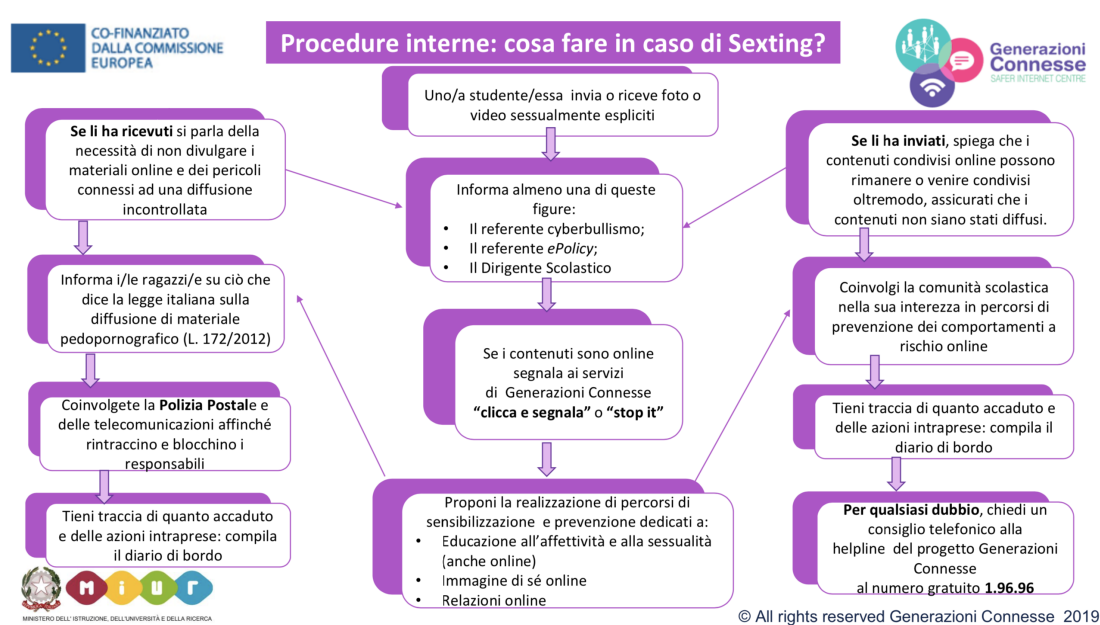 CO-FINANZIATO
DALLA COMMISSIONE
EUROPEA
Procedure interne: cosa fare in caso di Sexting?
Generazioni
Connesse
SAFER INTERNET CENTRE
Uno/a studente/essa invia o riceve foto o
video sessualmente espliciti
Se li ha ricevuti si parla della
necessità di non divulgare i
materiali online e dei pericoli
connessi ad una diffusione
incontrollata
Informa i/le ragazzi/e su ciò che
dice la legge italiana sulla
diffusione di materiale
pedopornografico (L. 172/2012)
Coinvolgete la Polizia Postale e
delle telecomunicazioni affinché
rintraccino e blocchino i
responsabili
Tieni traccia di quanto accaduto
e delle azioni intraprese: compila
il diario di bordo
Informa almeno una di queste
figure:
• Il referente cyberbullismo;
• Il referente ePolicy;
• Il Dirigente Scolastico
Se i contenuti sono online
segnala ai servizi
di Generazioni Connesse
“clicca e segnala” o “stop it”
Proponi la realizzazione di percorsi di
sensibilizzazione e prevenzione dedicati a:
• Educazione all’affettività e alla sessualità
(anche online)
• Immagine di sé online
• Relazioni online
Se li ha inviati, spiega che i
contenuti condivisi online possono
rimanere o venire condivisi
oltremodo, assicurati che i
contenuti non siano stati diffusi.
Coinvolgi la comunità scolastica
nella sua interezza in percorsi di
prevenzione dei comportamenti a
rischio online
Tieni traccia di quanto accaduto e
delle azioni intraprese: compila il
diario di bordo
Per qualsiasi dubbio, chiedi un
consiglio telefonico alla
helpline del progetto Generazioni
Connesse
al numero gratuito 1.96.96
MiUr
MINISTERO DELL' ISTRUZIONE, DELL'UNIVERSITÀ E DELLA RICERCA
© All rights reserved Generazioni Connesse 2019